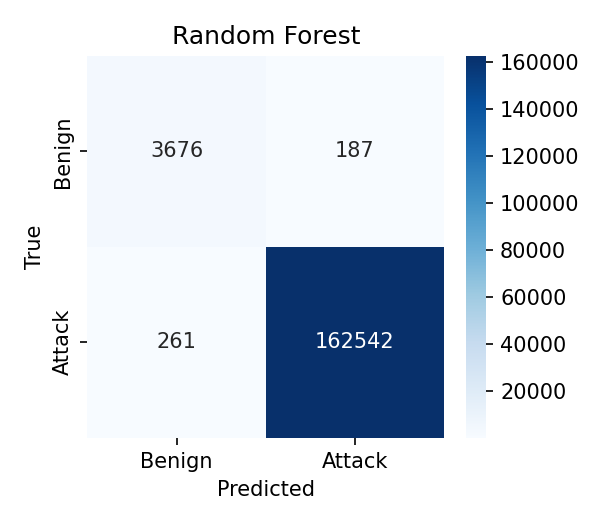 Random Forest
True
Benign
Attack
3676
187
261
162542
Benign
Attack
Predicted
160000
140000
120000
100000
80000
60000
40000
20000